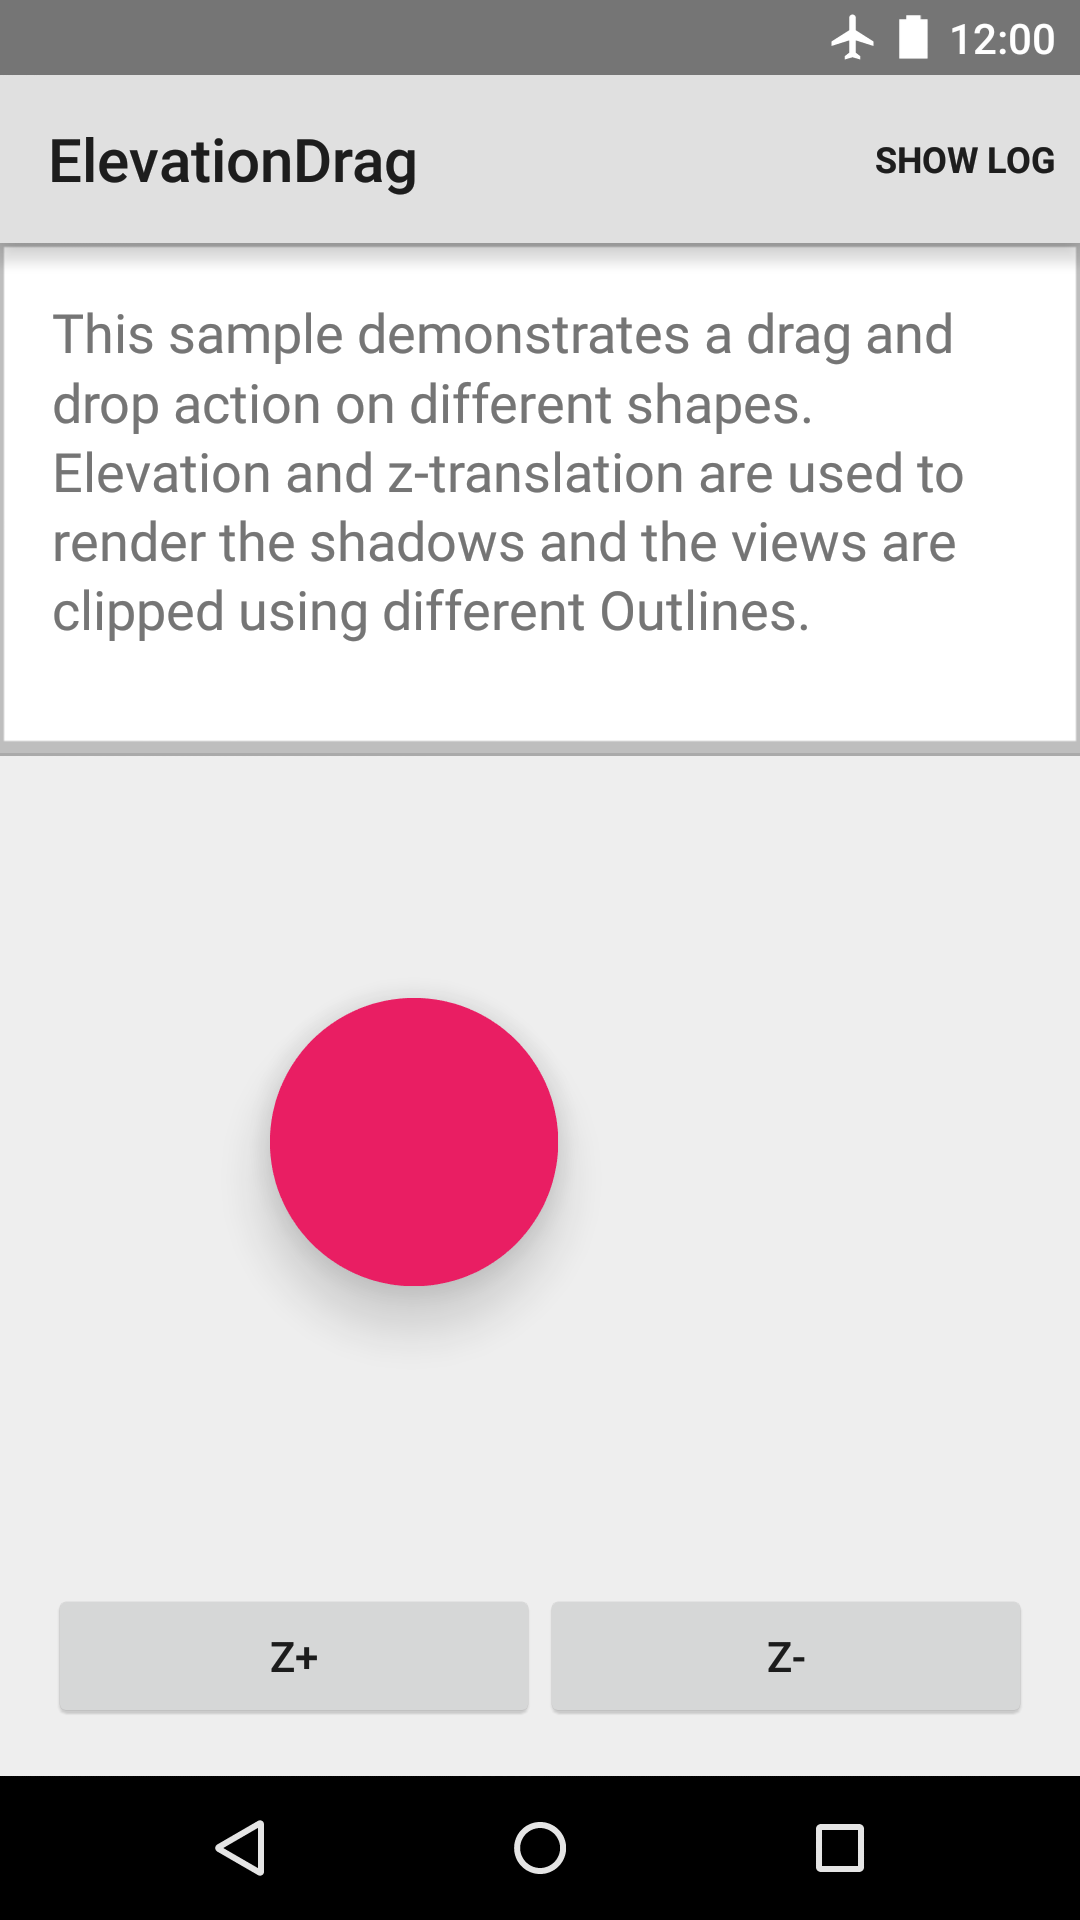 12:00
ElevationDrag
SHOW LOG
This sample demonstrates a drag and
drop action on different shapes.
Elevation and z-translation are used to
render the shadows and the views are
clipped using different Outlines.
Z+
Z-